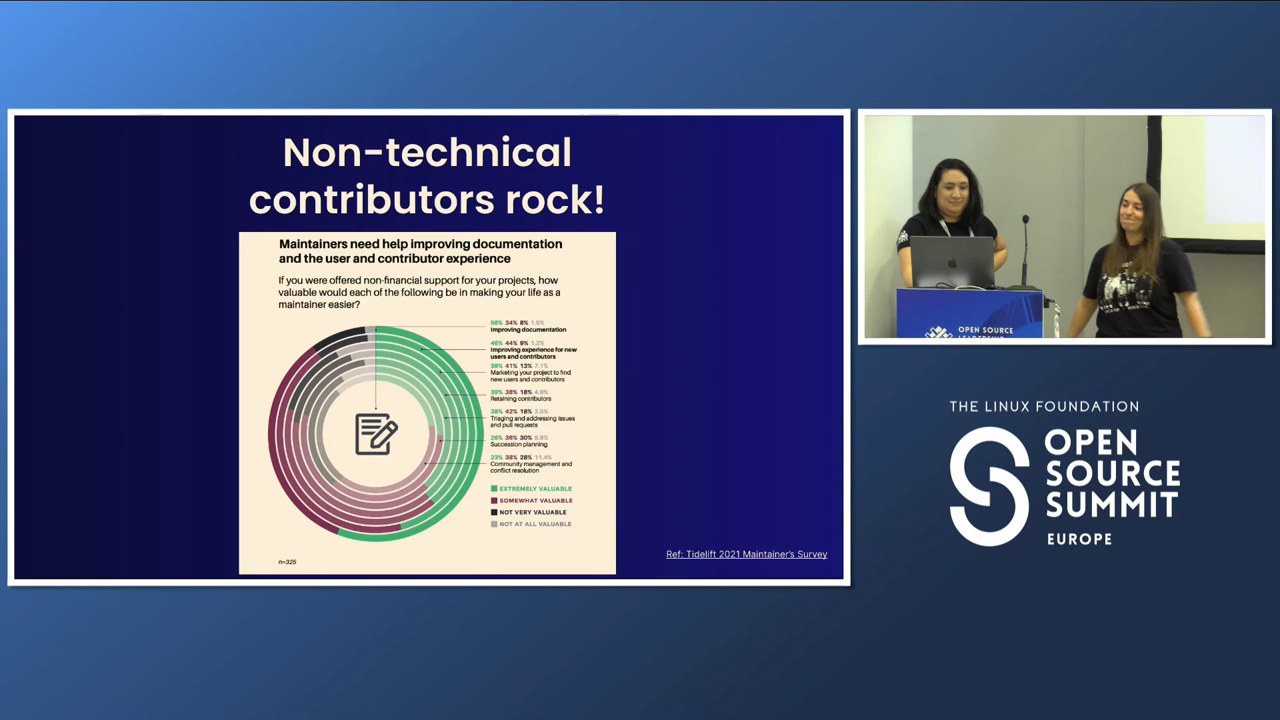 Non-technical
contributors rock!
Maintainers need help improving documentation
and the user and contributor experience
If you were offered non-financial support for your projects, how
valuable would each of the following be in making your life as a
maintainer easier?
34% 8%
Improving documentation
46% 44% 9% 1.2%
Improving experience for new
users and contributors
39% 41% 13% 7.1%
Marketing your project to find
new users and contributors
38% 18%
Retaining contributors
38% 42% 18%
Triaging and addressing issues
and pull requests
26% 36% 30%
Succession planning
23% 38% 28% 11.4%
Community management and
conflict resolution
EXTREMELY VALUABLE
SOMEWHAT VALUABLE
NOT VERY VALUABLE
NOT AT ALL VALUABLE
n=325
Ref: Tidelift 2021 Maintainer's Survey
OPEN SOURCE
THE LINUX FOUNDATION
OPEN
SOURCE
SUMMIT
EUROPE